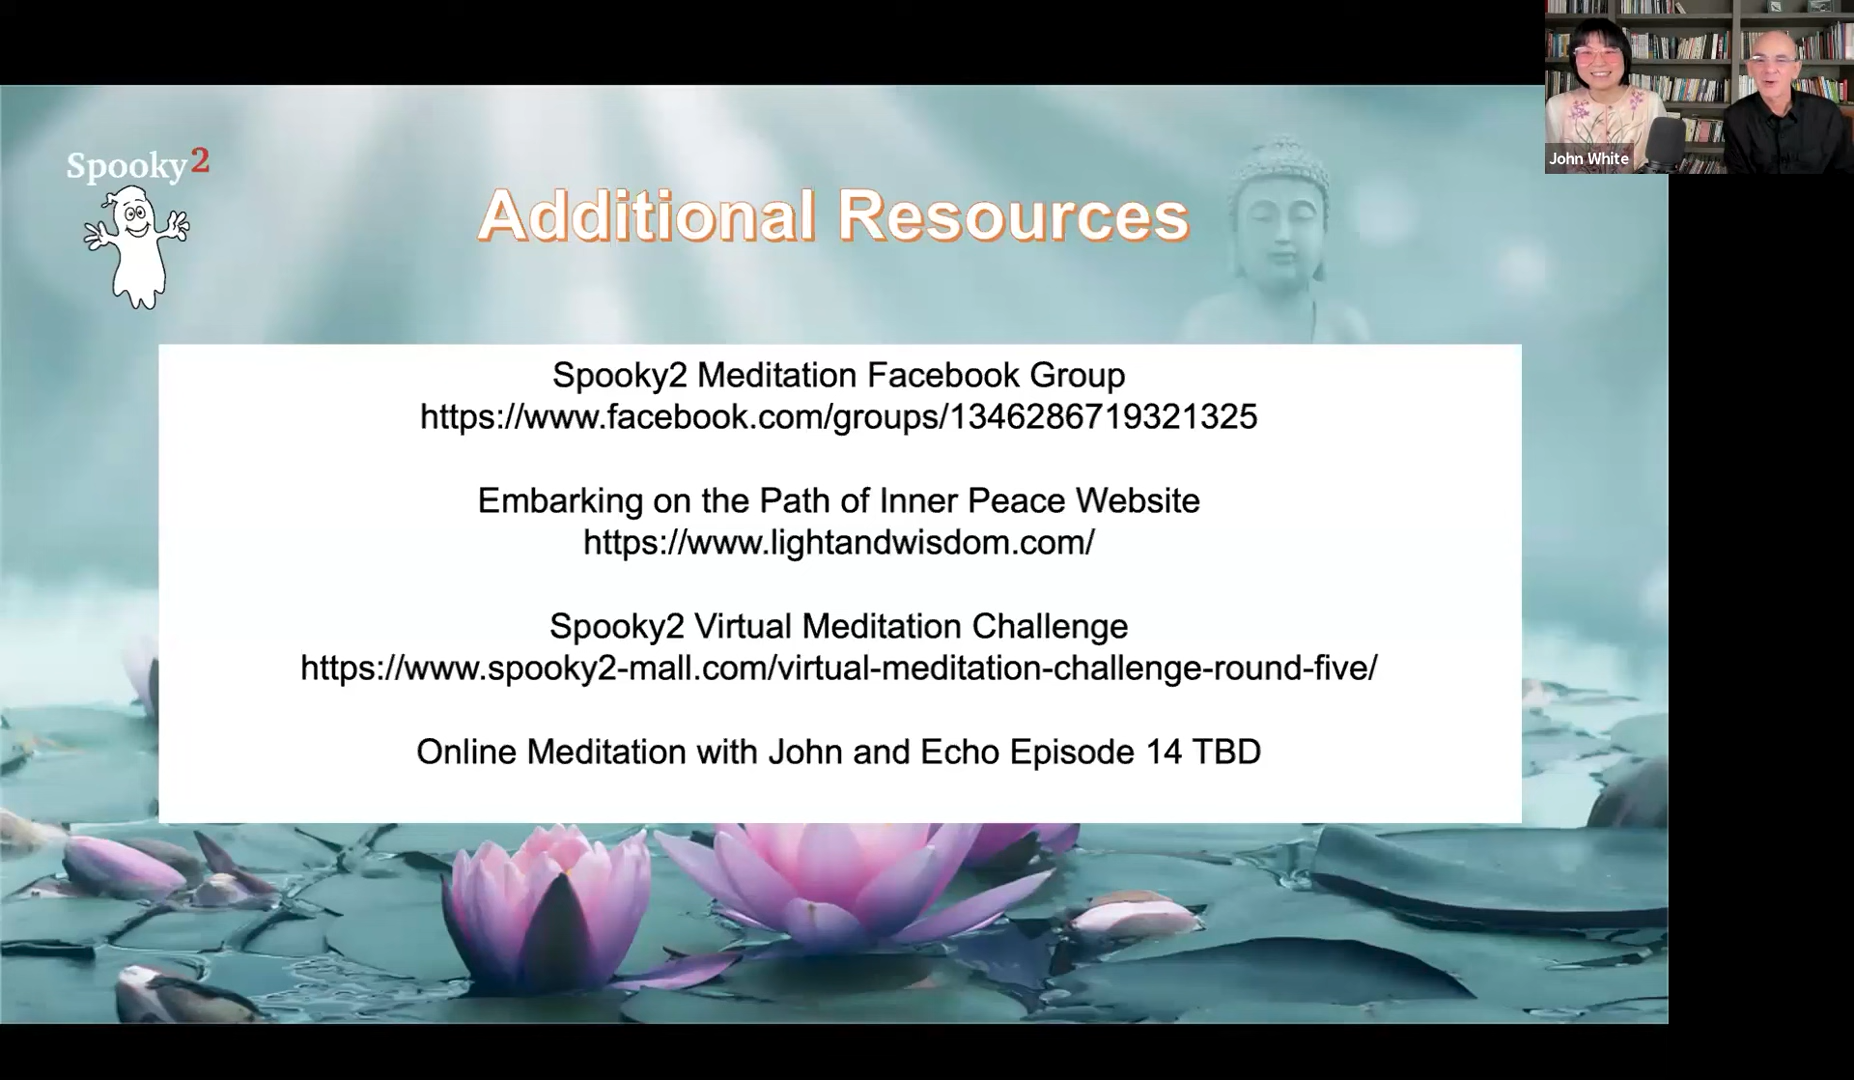 John White
Spooky2
Additional Resources
Spooky2 Meditation Facebook Group
https://www.facebook.com/groups/1346286719321325
Embarking on the Path of Inner Peace Website
https://www.lightandwisdom.com/
Spooky2 Virtual Meditation Challenge
https://www.spooky2-mall.com/virtual-meditation-challenge-round-five/
Online Meditation with John and Echo Episode 14 TBD